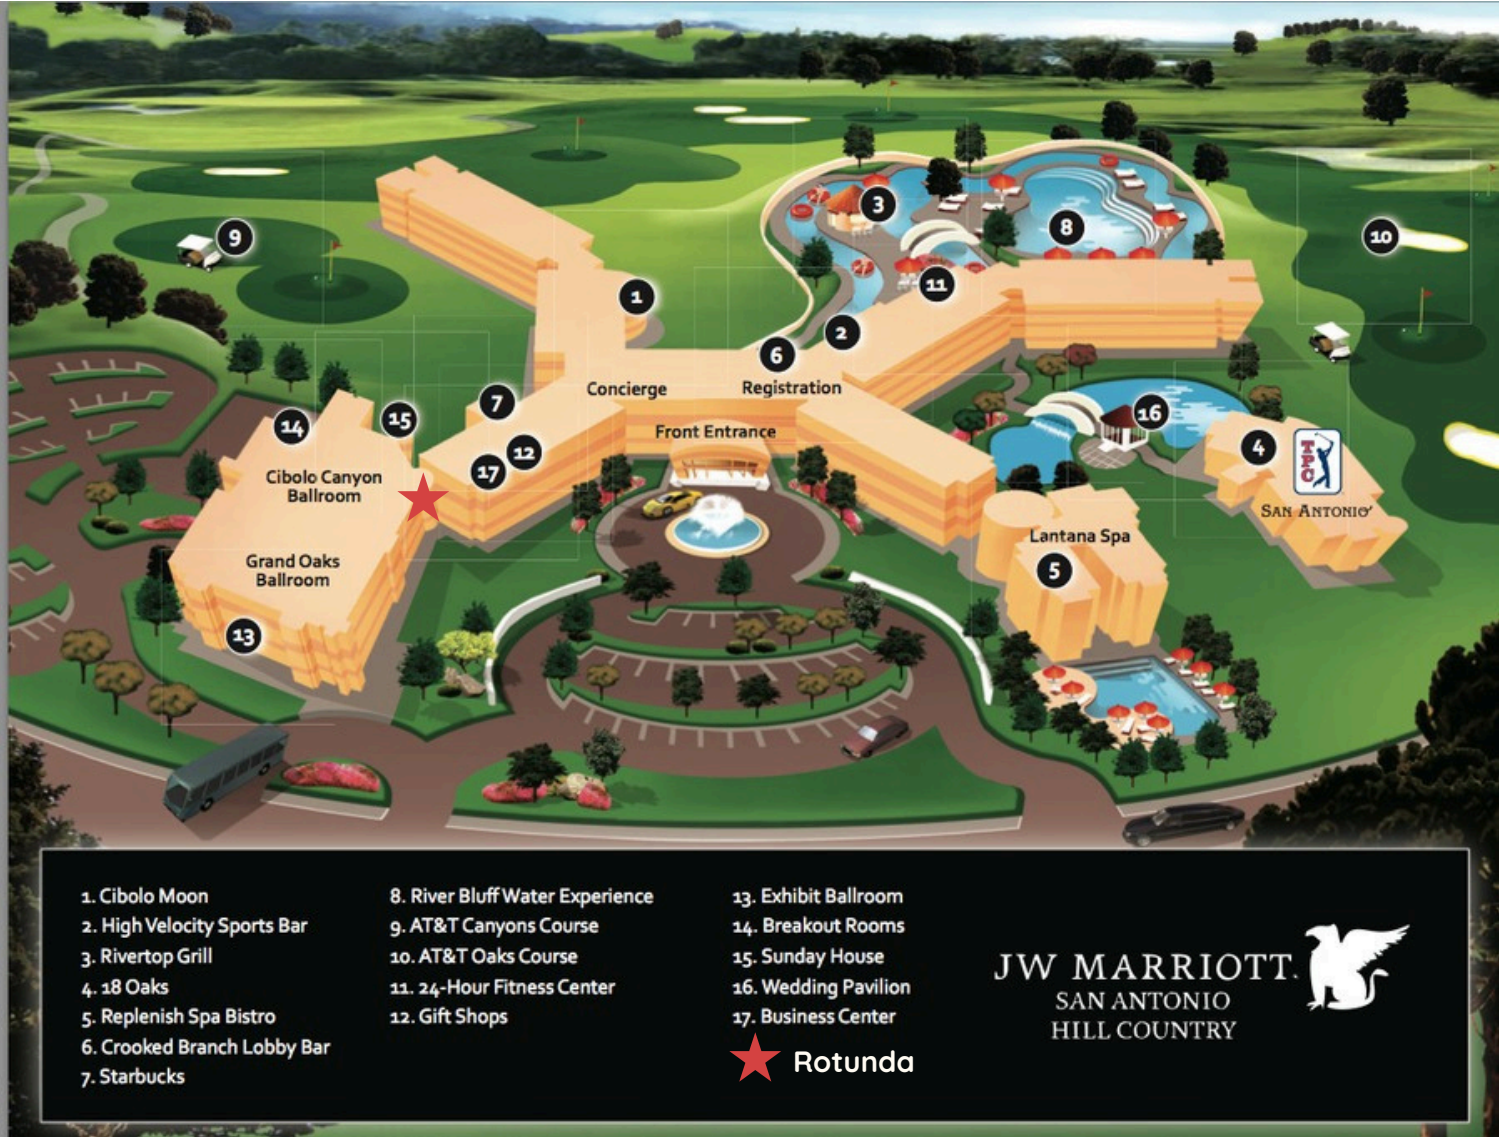 9
3
8
10
1
11
2
6
Concierge
Registration
7
15
14
16
Front Entrance
12
17
4
TPC
SAN ANTONIO
Cibolo Canyon
Ballroom
Lantana Spa
5
Grand Oaks
Ballroom
13
1. Cibolo Moon
2. High Velocity Sports Bar
3. Rivertop Grill
4. 18 Oaks
5. Replenish Spa Bistro
6. Crooked Branch Lobby Bar
7. Starbucks
8. River Bluff Water Experience
9. AT&T Canyons Course
10. AT&T Oaks Course
11. 24-Hour Fitness Center
12. Gift Shops
13. Exhibit Ballroom
14. Breakout Rooms
15. Sunday House
16. Wedding Pavilion
17. Business Center
Rotunda
JW MARRIOTT
SAN ANTONIO
HILL COUNTRY